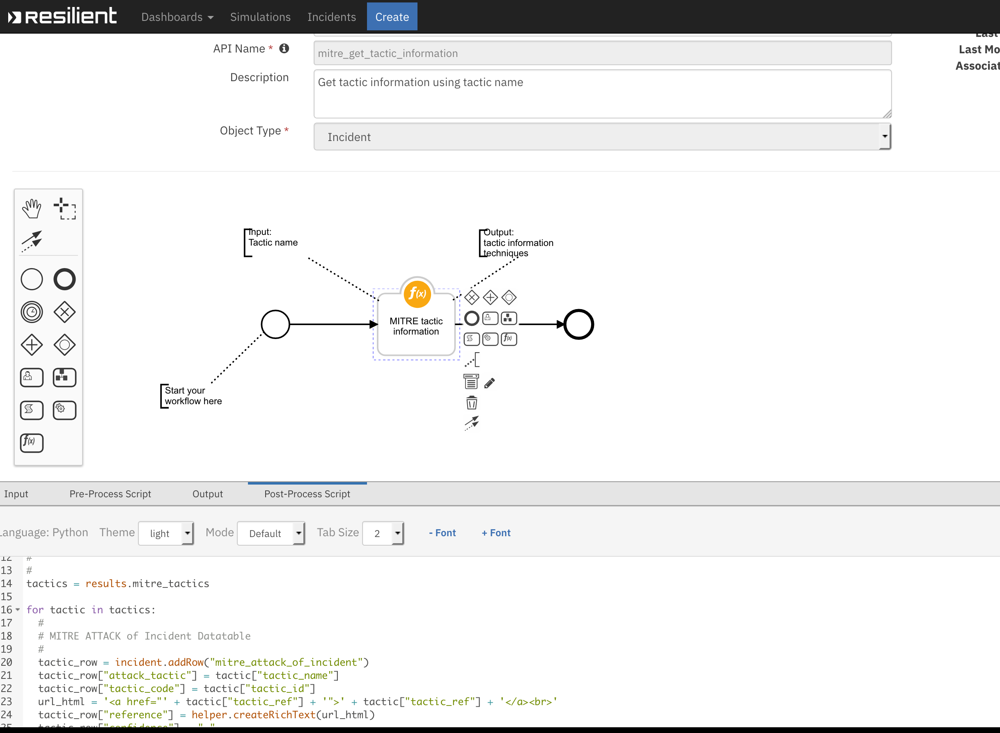 Resilient
Dashboards Simulations Incidents Create
Last
API Name * Last Mo
mitre_get_tactic_information
Associat
Description
Get tactic information using tactic name
Object Type *
Incident
Input:
Tactic name
Output:
tactic information
techniques
f(x)
MITRE tactic
information
f(x)
Start your
workflow here
f(x)
Input Pre-Process Script Output Post-Process Script
Language: Python Theme light Mode Default Tab Size 2 - Font + Font
12 #
13 #
14 tactics = results.mitre_tactics
15
16 for tactic in tactics:
17 #
18 # MITRE ATTACK of Incident Datatable
19 #
20 tactic_row = incident.addRow("mitre_attack_of_incident")
21 tactic_row["attack_tactic"] = tactic["tactic_name"]
22 tactic_row["tactic_code"] = tactic["tactic_id"]
23 url_html = '<a href="' + tactic["tactic_ref"] + '">' + tactic["tactic_ref"] + '</a><br>'
24 tactic_row["reference"] = helper.createRichText(url_html)
25 tactic_row["confidence"]